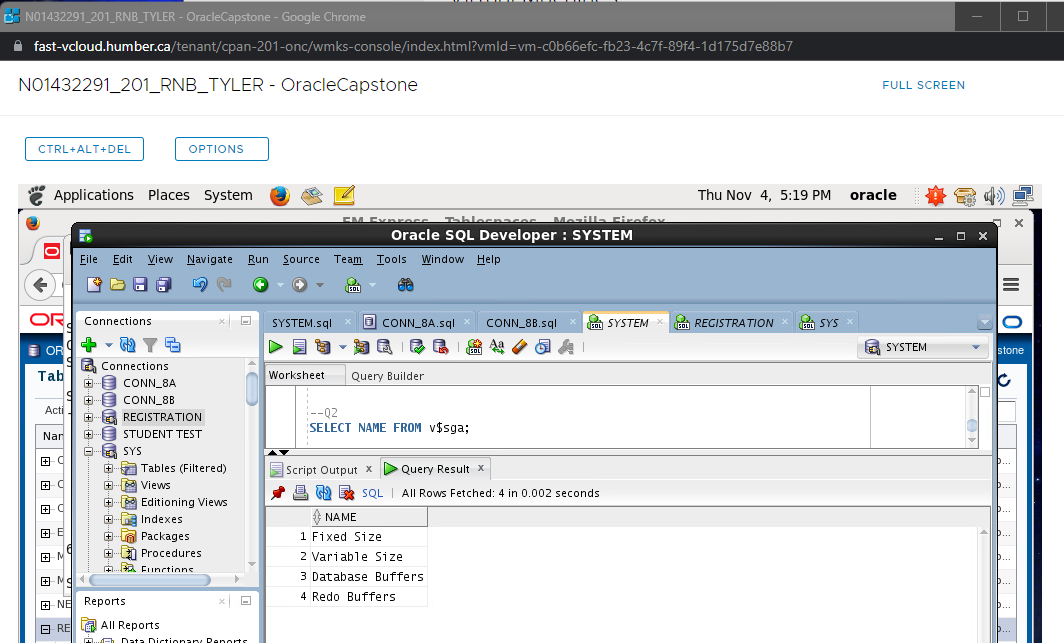 N01432291_201_RNB_TYLER - OracleCapstone - Google Chrome
fast-vcloud.humber.ca/tenant/cpan-201-onc/wmks-console/index.html?vmId=vm-c0b66efc-fb23-4c7f-89f4-1d175d7e88b7
N01432291_201_RNB_TYLER - OracleCapstone
FULL SCREEN
CTRL+ALT+DEL OPTIONS
Applications Places System Thu Nov 4, 5:19 PM oracle
EM Express - Tablespaces - Mozilla Firefox
Oracle SQL Developer : SYSTEM
File Edit View Navigate Run Source Team Tools Window Help
Connections
SYSTEM.sql CONN_8A.sql CONN_8B.sql SYSTEM REGISTRATION SYS
SYSTEM
Worksheet Query Builder
--Q2
SELECT NAME FROM v$sga;
Connections
CONN_8A
CONN_8B
REGISTRATION
STUDENT TEST
SYS
Tables (Filtered)
Views
Editioning Views
Indexes
Packages
Procedures
Functions
Script Output Query Result
SQL All Rows Fetched: 4 in 0.002 seconds
NAME
1 Fixed Size
2 Variable Size
3 Database Buffers
4 Redo Buffers
Reports
All Reports
Data Dictionary Reports